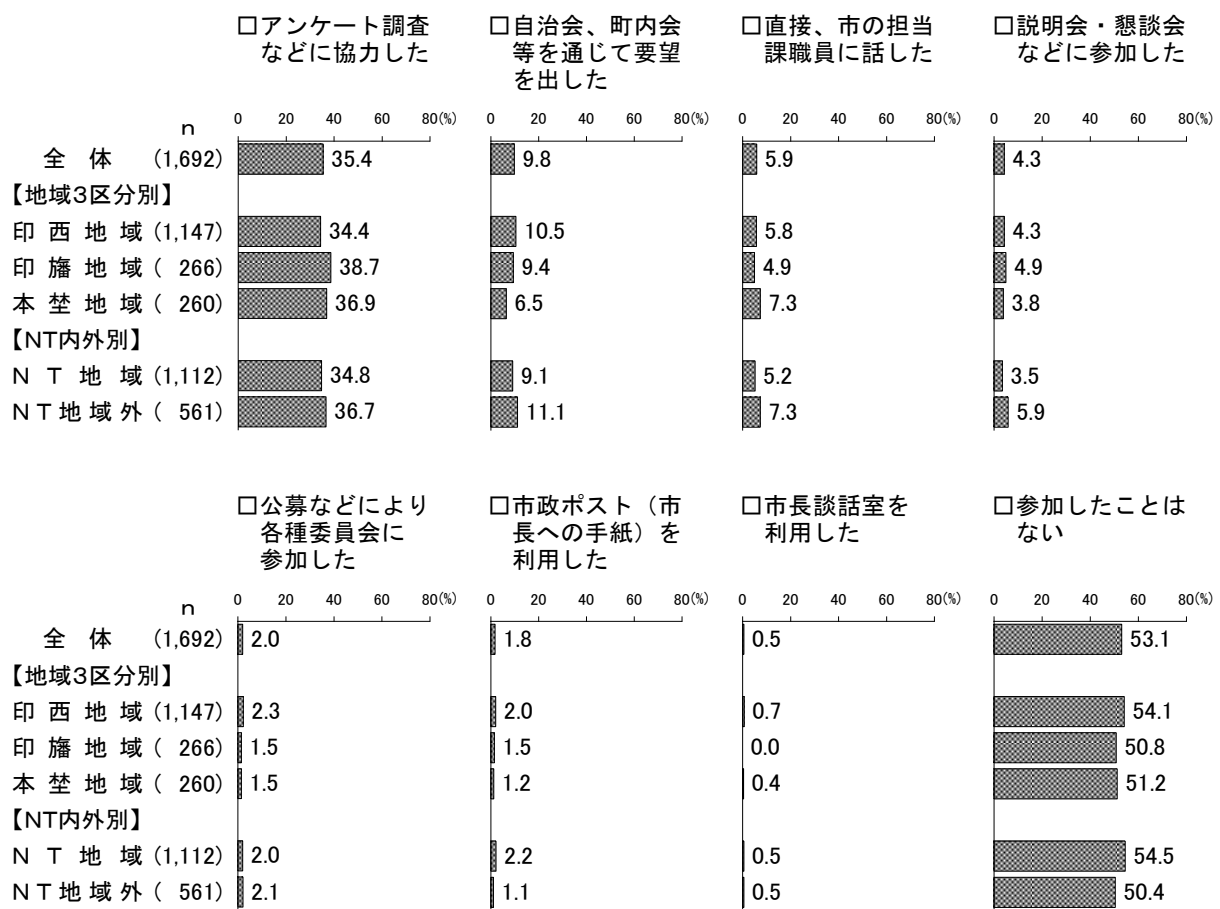 □アンケート調査 □自治会、町内会 □直接、市の担当 □説明会・懇談会
などに協力した 等を通じて要望 課職員に話した などに参加した
を出した
0 20 40 60 80(%) 0 20 40 60 80(%) 0 20 40 60 80(%) 0 20 40 60 80(%)
n
全 体 (1,692) 35.4 9.8 5.9 4.3
【地域3区分別】
印 西 地 域 (1,147) 34.4 10.5 5.8 4.3
印 旛 地 域 ( 266) 38.7 9.4 4.9 4.9
本 埜 地 域 ( 260) 36.9 6.5 7.3 3.8
【NT内外別】
N T 地 域 (1,112) 34.8 9.1 5.2 3.5
NT地域外 ( 561) 36.7 11.1 7.3 5.9
□公募などにより □市政ポスト(市 □市長談話室を □参加したことは
各種委員会に 長への手紙)を 利用した ない
参加した 利用した
0 20 40 60 80(%) 0 20 40 60 80(%) 0 20 40 60 80(%) 0 20 40 60 80(%)
n
全 体 (1,692) 2.0 1.8 0.5 53.1
【地域3区分別】
印 西 地 域 (1,147) 2.3 2.0 0.7 54.1
印 旛 地 域 ( 266) 1.5 1.5 0.0 50.8
本 埜 地 域 ( 260) 1.5 1.2 0.4 51.2
【NT内外別】
N T 地 域 (1,112) 2.0 2.2 0.5 54.5
NT地域外 ( 561) 2.1 1.1 0.5 50.4